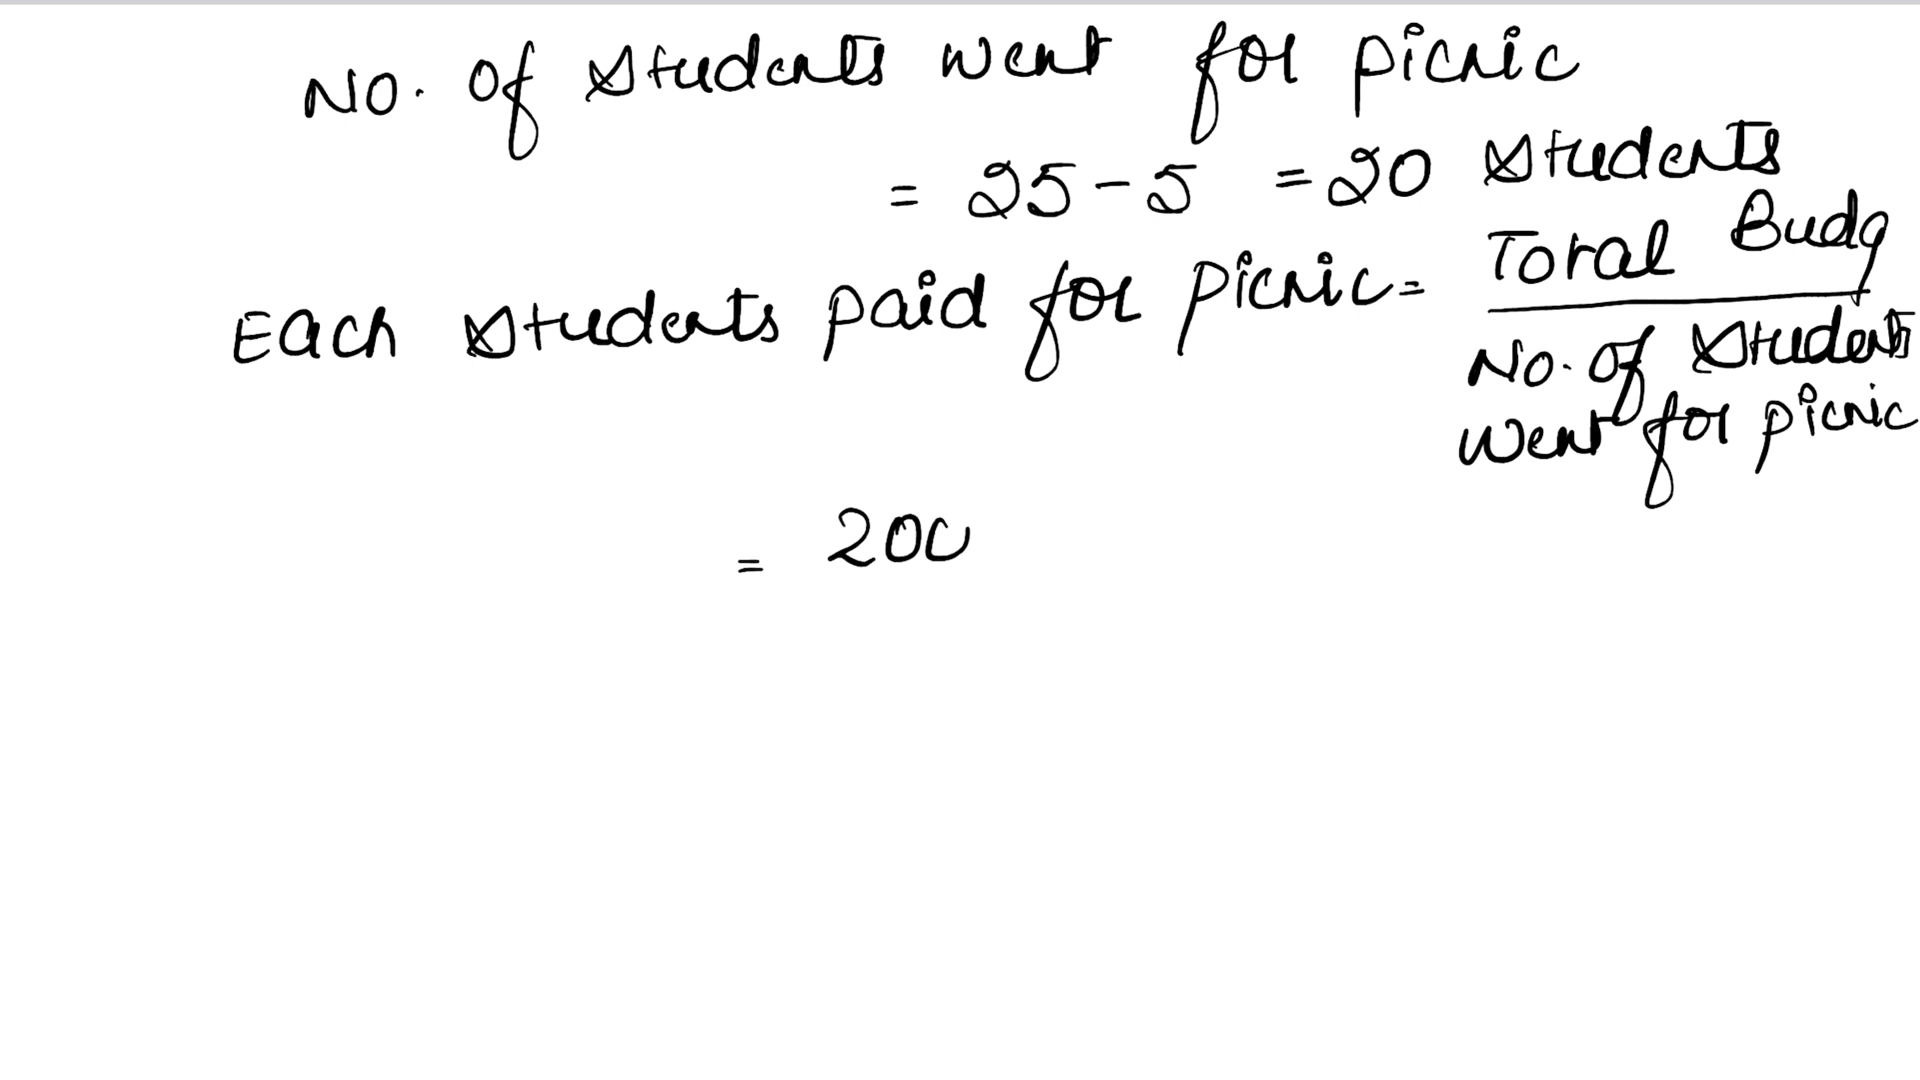 No. of students went for picnic
= 25 - 5 = 20 students
Each students paid for picnic = Total Budg
No. of students
went for picnic
= 200